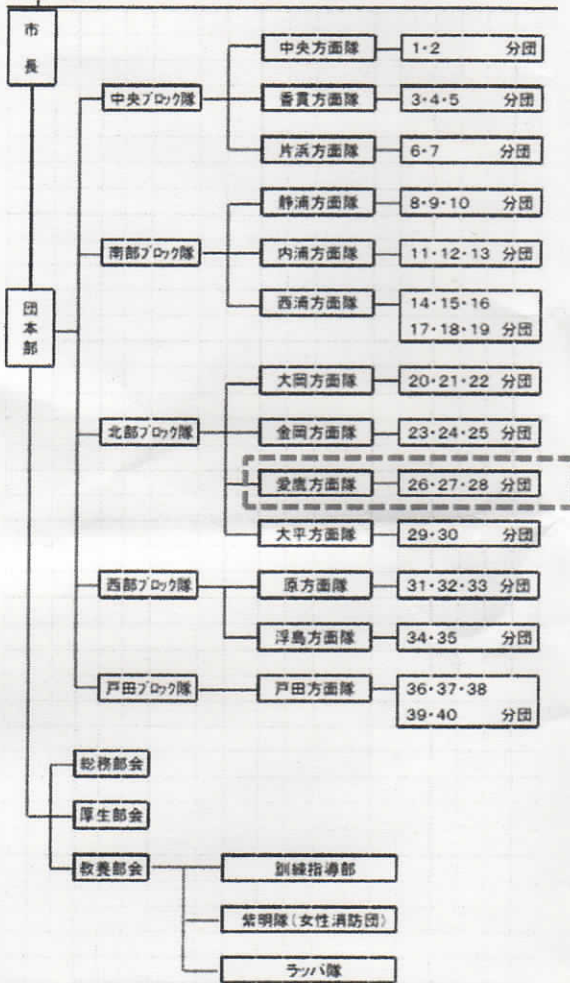 市長
中央方面隊 1・2 分団
中央ブロック隊 香貫方面隊 3・4・5 分団
片浜方面隊 6・7 分団
静浦方面隊 8・9・10 分団
南部ブロック隊 内浦方面隊 11・12・13 分団
西浦方面隊 14・15・16
17・18・19 分団
団本部
大岡方面隊 20・21・22 分団
北部ブロック隊 金岡方面隊 23・24・25 分団
愛鷹方面隊 26・27・28 分団
大平方面隊 29・30 分団
西部ブロック隊 原方面隊 31・32・33 分団
浮島方面隊 34・35 分団
戸田ブロック隊 戸田方面隊 36・37・38
39・40 分団
総務部会
厚生部会
教養部会 訓練指導部
紫明隊(女性消防団)
ラッパ隊